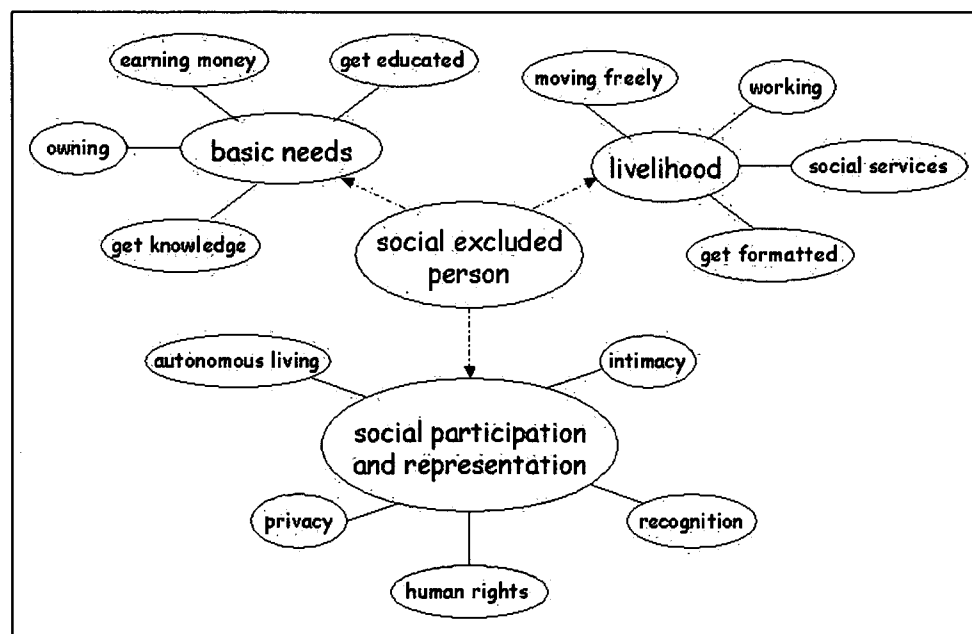 earning money
get educated
owning
basic needs
get knowledge
moving freely
working
livelihood
social services
get formatted
social excluded
person
autonomous living
intimacy
social participation
and representation
privacy
recognition
human rights